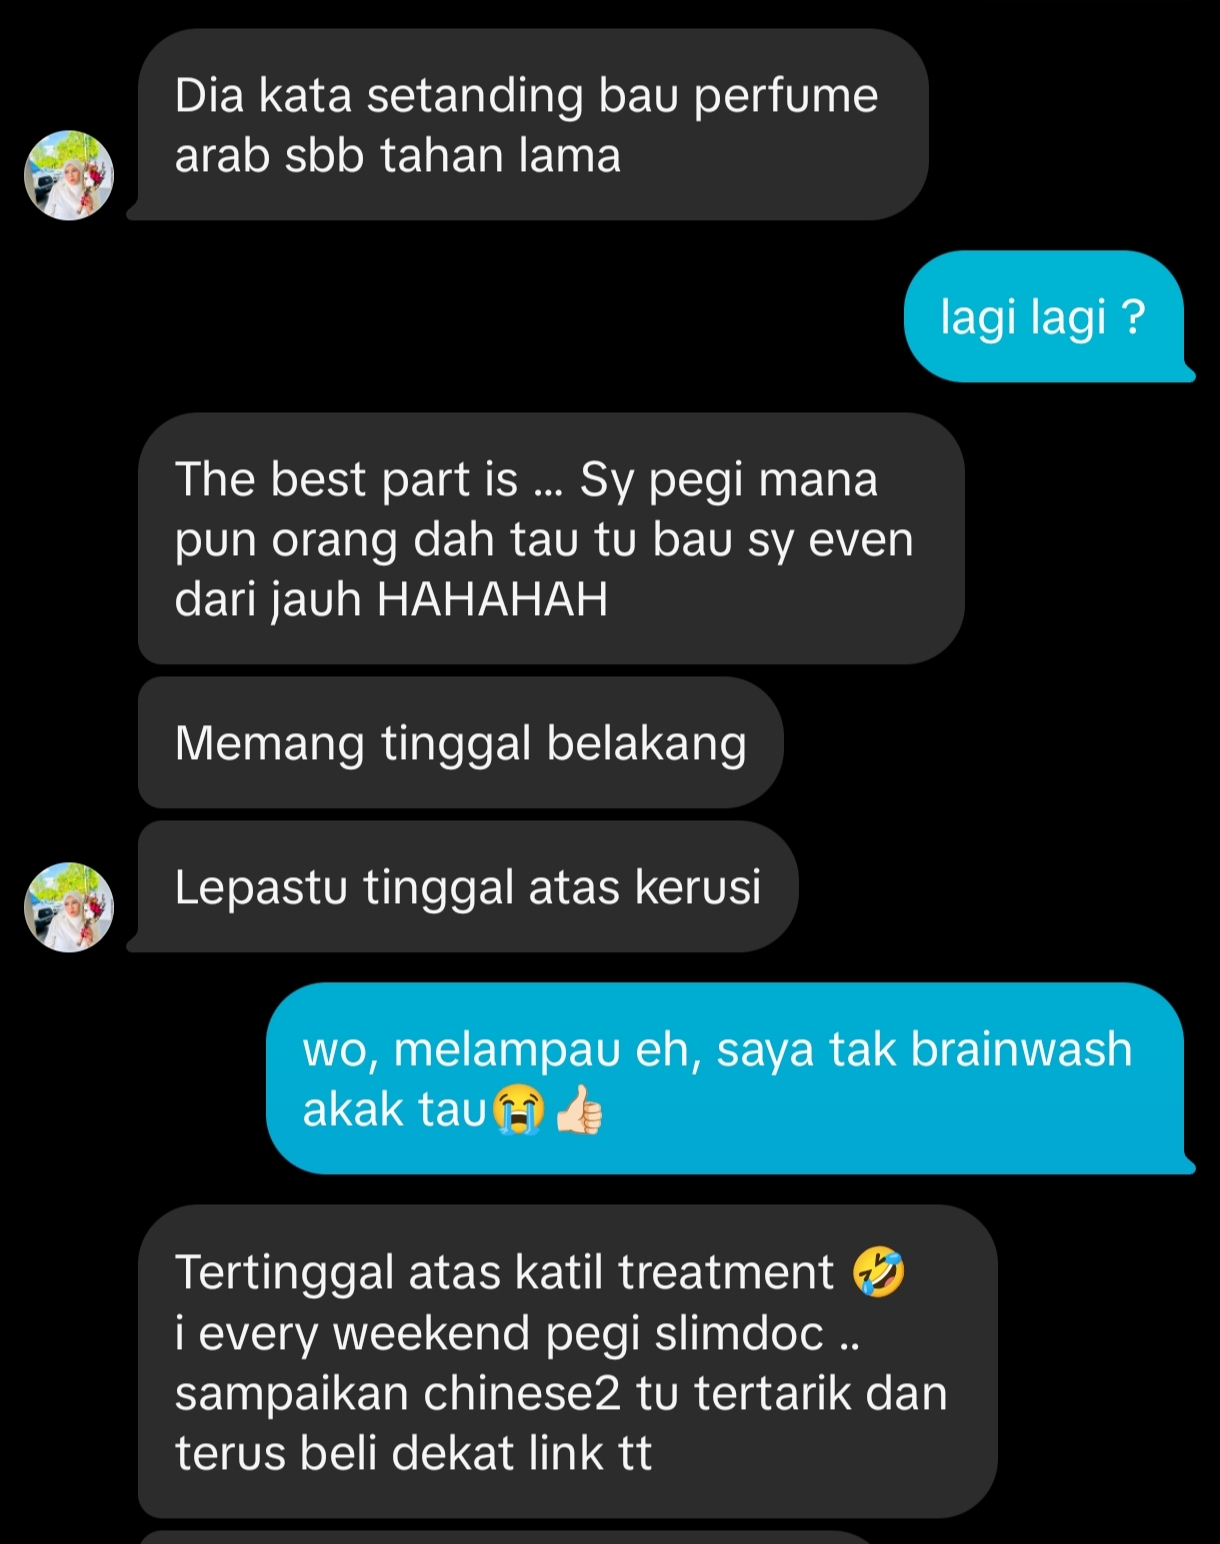 Dia kata setanding bau perfume
arab sbb tahan lama
lagi lagi ?
The best part is ... Sy pegi mana
pun orang dah tau tu bau sy even
dari jauh HAHAHAH
Memang tinggal belakang
Lepastu tinggal atas kerusi
wo, melampau eh, saya tak brainwash
akak tau😭👍🏻
Tertinggal atas katil treatment 🤣
i every weekend pegi slimdoc ..
sampaikan chinese2 tu tertarik dan
terus beli dekat link tt